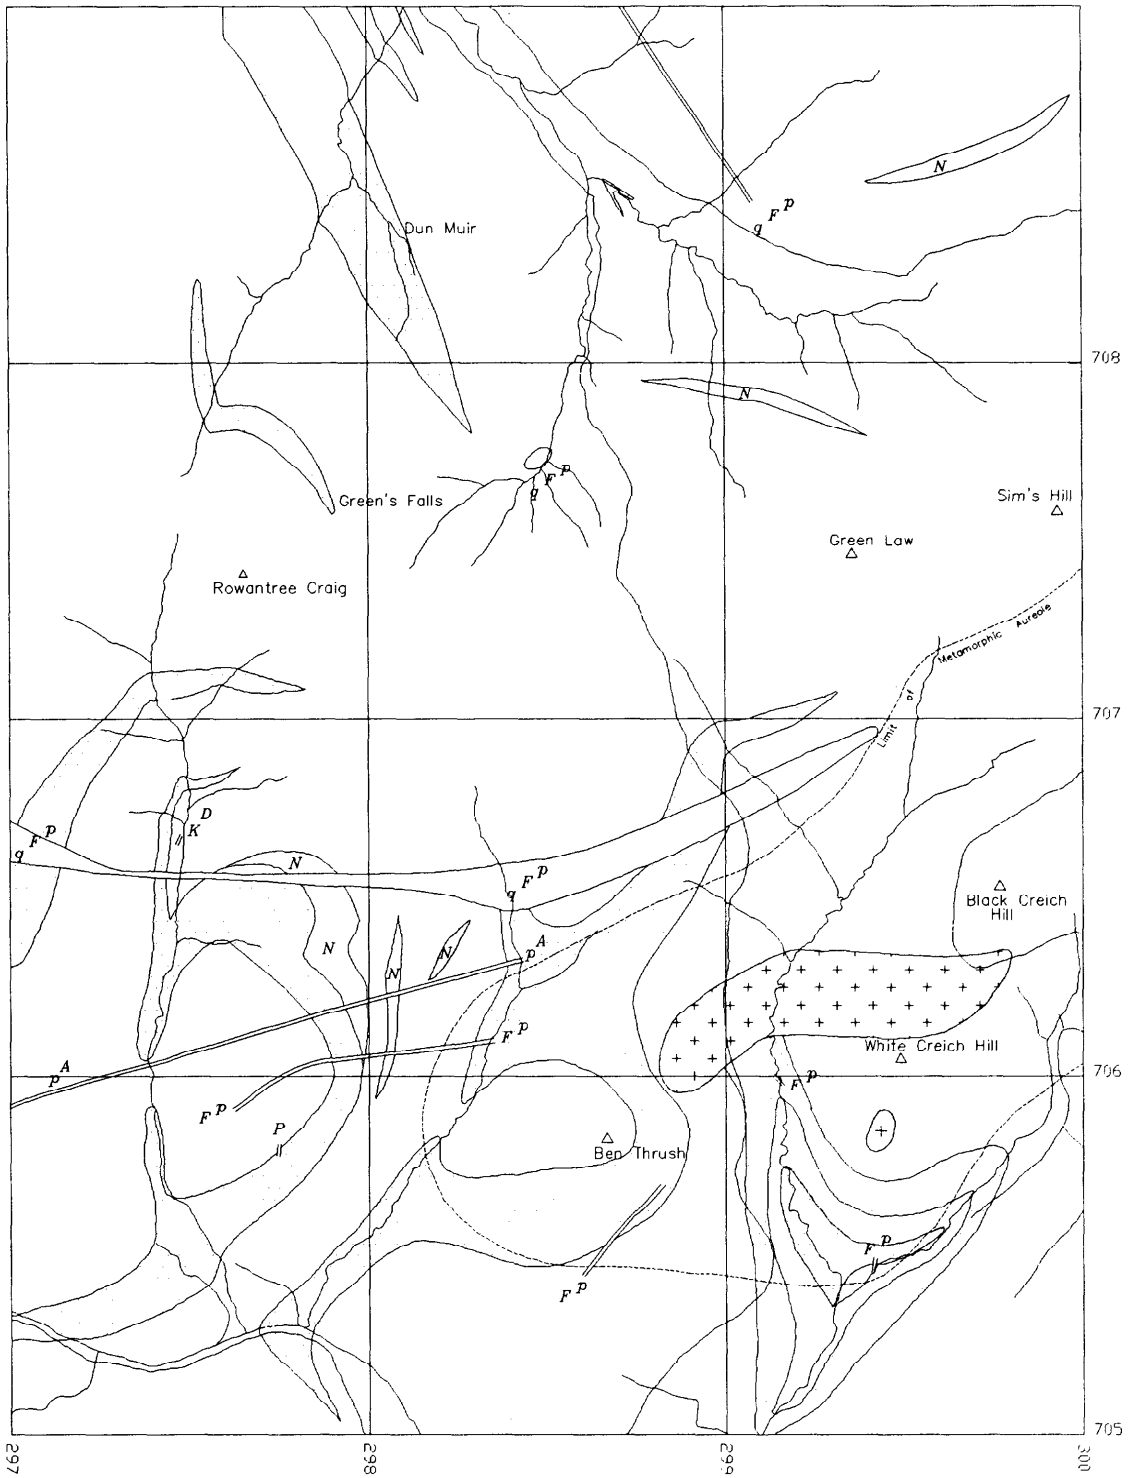 N
Dun Muir
q F p
708
N
q F p
Green's Falls
Sim's Hill
Green Law
Rowantree Craig
Limit of Metamorphic Aureole
707
K D
q F p
N
q F p
Black Creich
Hill
N
N
N
p A
White Creich Hill
706
p A
F p
F p
F p
P
Ben Thrush
F p
F p
705
297
298
299
300